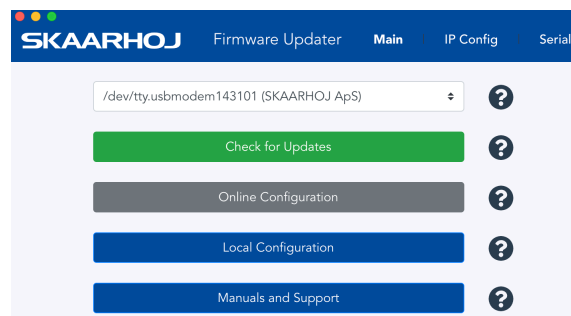 SKAARHOJ Firmware Updater Main IP Config Serial
/dev/tty.usbmodem143101 (SKAARHOJ ApS)
?
Check for Updates
?
Online Configuration
?
Local Configuration
?
Manuals and Support
?